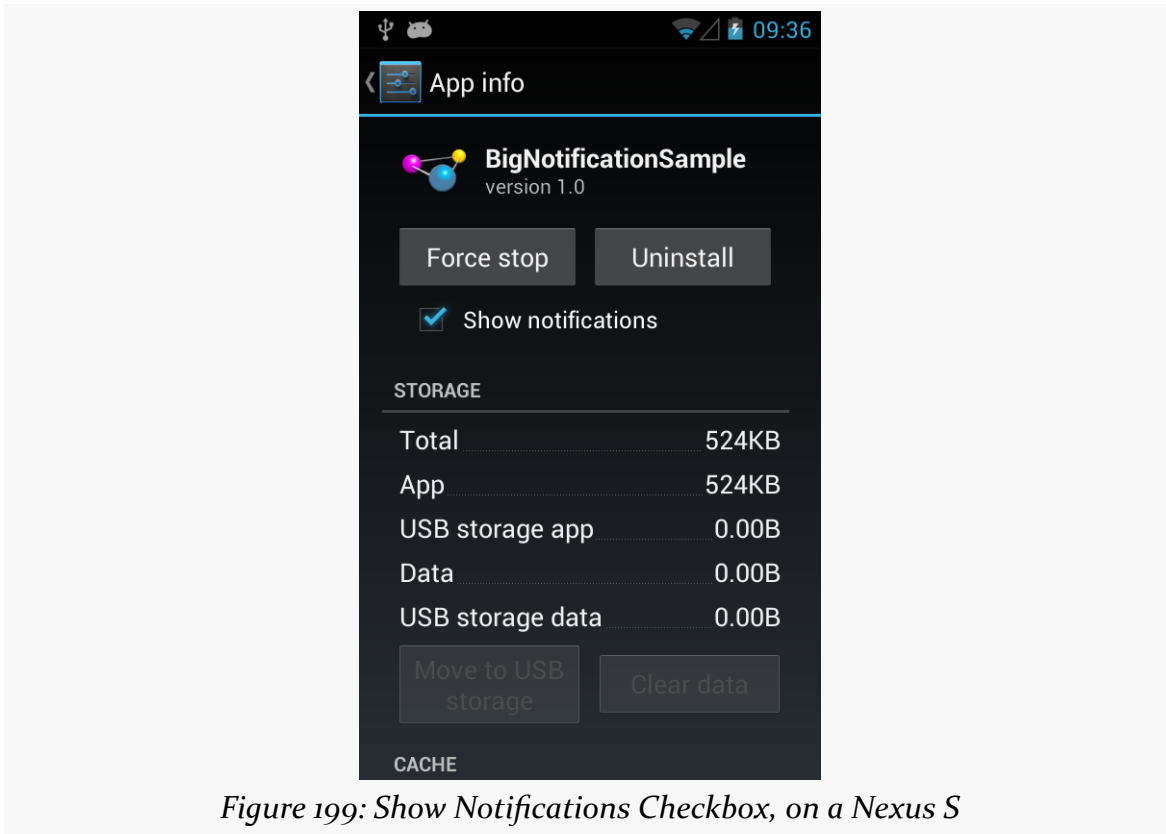 09:36
App info
BigNotificationSample
version 1.0
Force stop Uninstall
Show notifications
STORAGE
Total 524KB
App 524KB
USB storage app 0.00B
Data 0.00B
USB storage data 0.00B
Move to USB
storage
Clear data
CACHE
Figure 199: Show Notifications Checkbox, on a Nexus S